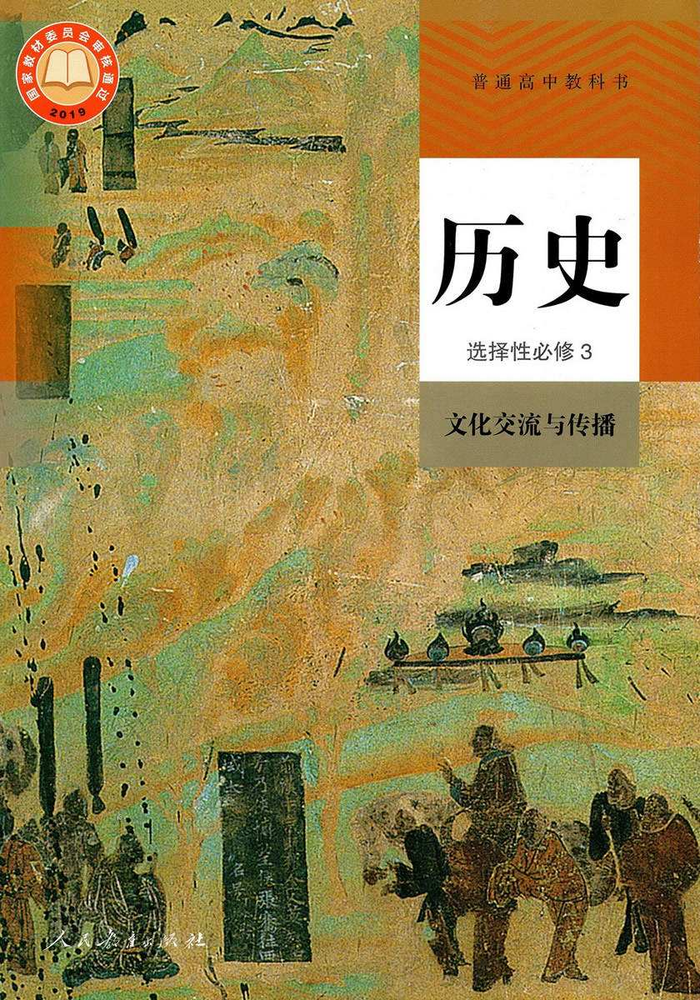 国家教材委员会审核通过
2019
普通高中教科书
历史
选择性必修3
文化交流与传播
人民教育出版社